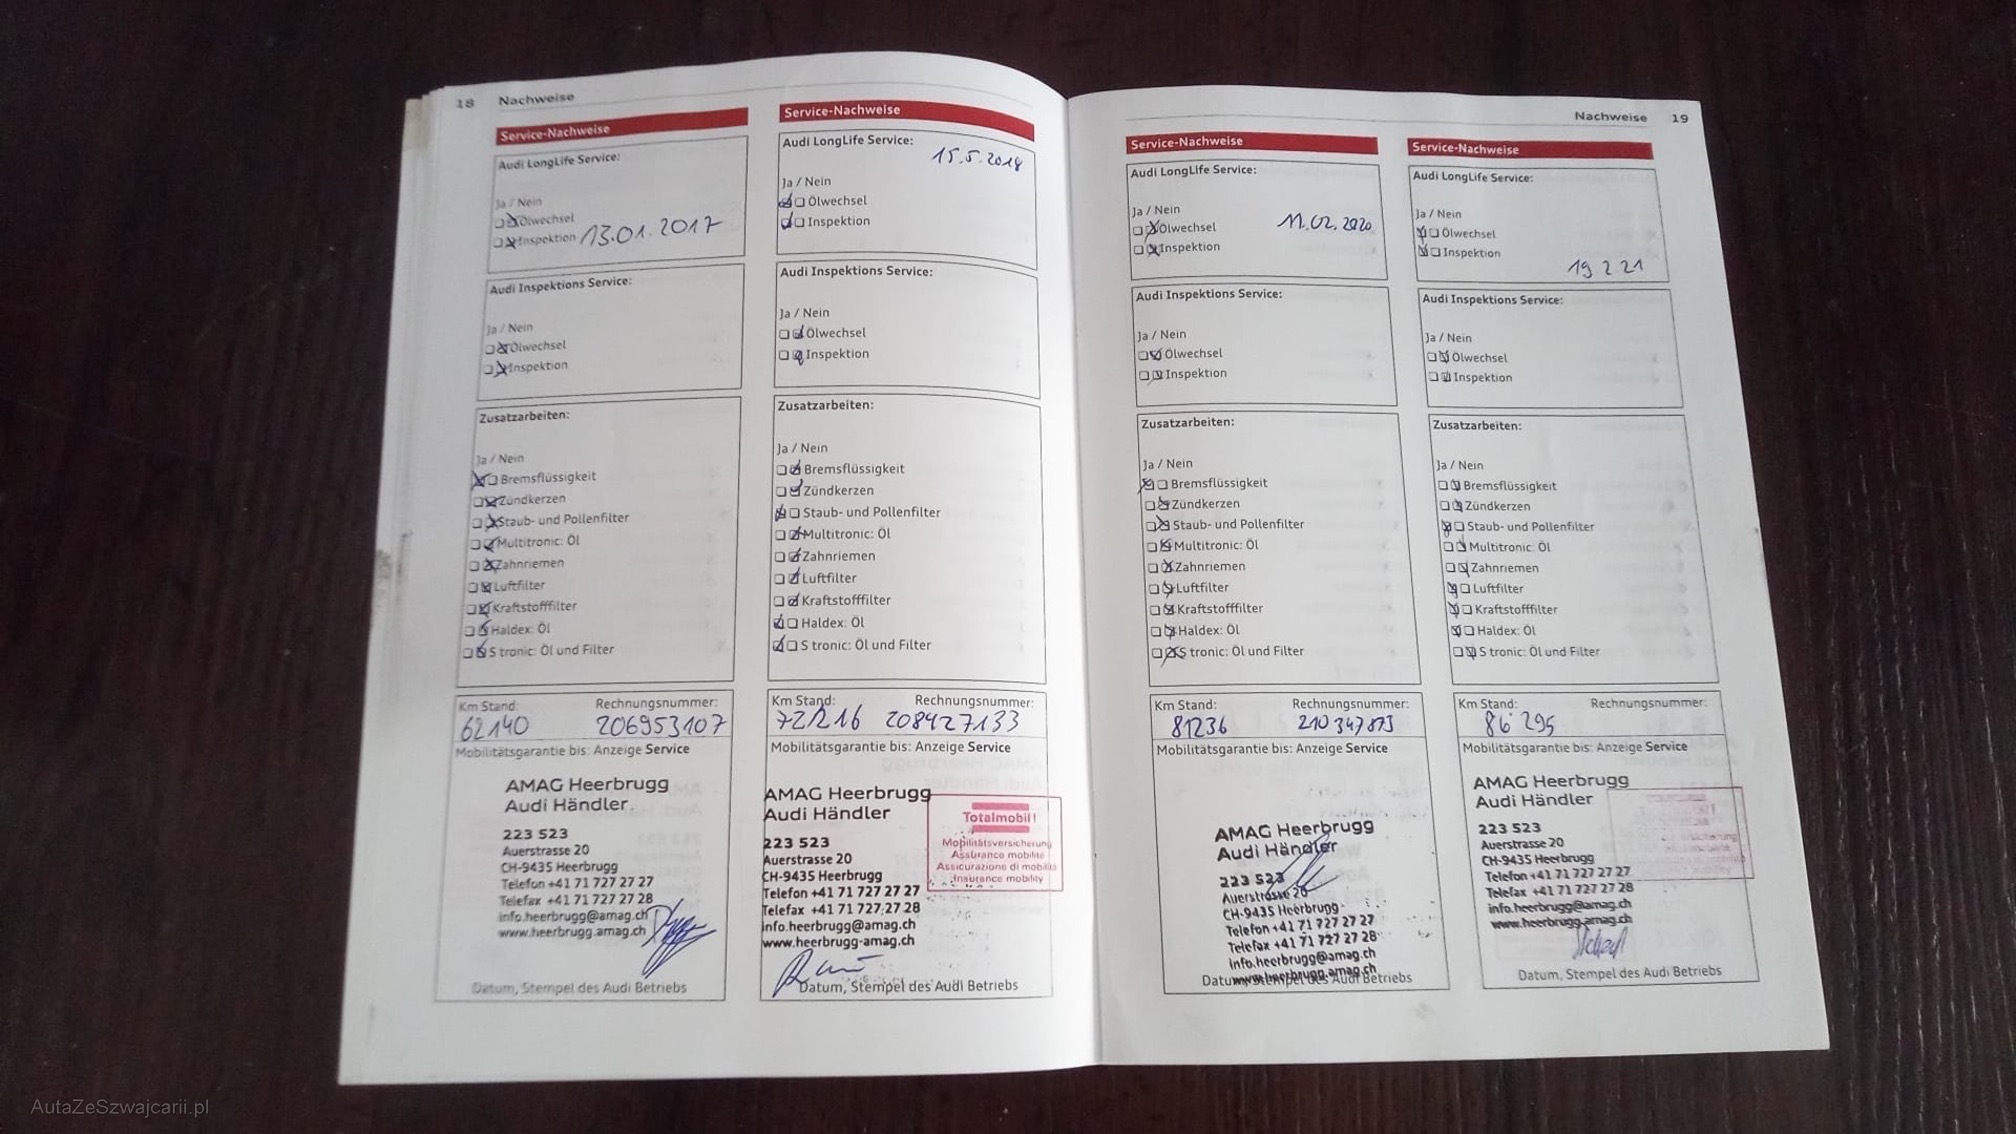 18 Nachweise
Service-Nachweise
Audi LongLife Service:
Ja / Nein
Ölwechsel
Inspektion 13.01.2017
Audi Inspektions Service:
Ja / Nein
Ölwechsel
Inspektion
Zusatzarbeiten:
Ja / Nein
Bremsflüssigkeit
Zündkerzen
Staub- und Pollenfilter
Multitronic: Öl
Zahnriemen
Luftfilter
Kraftstofffilter
Haldex: Öl
S tronic: Öl und Filter
Km Stand: Rechnungsnummer:
62140 206953107
Mobilitätsgarantie bis: Anzeige Service
AMAG Heerbrugg
Audi Händler
223 523
Auerstrasse 20
CH-9435 Heerbrugg
Telefon +41 71 727 27 27
Telefax +41 71 727 27 28
info.heerbrugg@amag.ch
www.heerbrugg.amag.ch
Datum, Stempel des Audi Betriebs
Service-Nachweise
Audi LongLife Service:
15.5.2018
Ja / Nein
Ölwechsel
Inspektion
Audi Inspektions Service:
Ja / Nein
Ölwechsel
Inspektion
Zusatzarbeiten:
Ja / Nein
Bremsflüssigkeit
Zündkerzen
Staub- und Pollenfilter
Multitronic: Öl
Zahnriemen
Luftfilter
Kraftstofffilter
Haldex: Öl
S tronic: Öl und Filter
Km Stand: Rechnungsnummer:
208427133
Mobilitätsgarantie bis: Anzeige Service
AMAG Heerbrugg
Audi Händler
223 523
Auerstrasse 20
CH-9435 Heerbrugg
Telefon +41 71 727 27 27
Telefax +41 71 727 27 28
info.heerbrugg@amag.ch
www.heerbrugg-amag.ch
Totalmobil!
Mobilitätsversicherung
Assurance mobilité
Assicurazione di mobilità
Insurance mobility
Datum, Stempel des Audi Betriebs
Nachweise 19
Service-Nachweise
Audi LongLife Service:
Ja / Nein
Ölwechsel 11.02.2020
Inspektion
Audi Inspektions Service:
Ja / Nein
Ölwechsel
Inspektion
Zusatzarbeiten:
Ja / Nein
Bremsflüssigkeit
Zündkerzen
Staub- und Pollenfilter
Multitronic: Öl
Zahnriemen
Luftfilter
Kraftstofffilter
Haldex: Öl
S tronic: Öl und Filter
Km Stand: Rechnungsnummer:
81236 210347873
Mobilitätsgarantie bis: Anzeige Service
AMAG Heerbrugg
Audi Händler
223 523
Auerstrasse 20
CH-9435 Heerbrugg
Telefon +41 71 727 27 27
Telefax +41 71 727 27 28
info.heerbrugg@amag.ch
www.heerbrugg.amag.ch
Datum, Stempel des Audi Betriebs
Service-Nachweise
Audi LongLife Service:
Ja / Nein
Ölwechsel
Inspektion
19 2 21
Audi Inspektions Service:
Ja / Nein
Ölwechsel
Inspektion
Zusatzarbeiten:
Ja / Nein
Bremsflüssigkeit
Zündkerzen
Staub- und Pollenfilter
Multitronic: Öl
Zahnriemen
Luftfilter
Kraftstofffilter
Haldex: Öl
S tronic: Öl und Filter
Km Stand: Rechnungsnummer:
86 295
Mobilitätsgarantie bis: Anzeige Service
AMAG Heerbrugg
Audi Händler
223 523
Auerstrasse 20
CH-9435 Heerbrugg
Telefon +41 71 727 27 27
Telefax +41 71 727 27 28
info.heerbrugg@amag.ch
www.heerbrugg.amag.ch
Datum, Stempel des Audi Betriebs
AutaZeSzwajcarii.pl